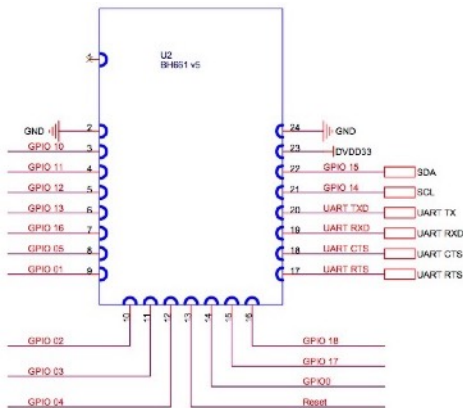 U2
BH661 v5
1
GND 2 24 GND
GPIO 10 3 23 DVDD33
GPIO 11 4 22 GPIO 15 SDA
GPIO 12 5 21 GPIO 14 SCL
GPIO 13 6 20 UART TXD UART TX
GPIO 16 7 19 UART RXD UART RXD
GPIO 05 8 18 UART CTS UART CTS
GPIO 01 9 17 UART RTS UART RTS
10 11 12 13 14 15 16
GPIO 02 GPIO 18
GPIO 03 GPIO 17
GPIO0
GPIO 04 Reset